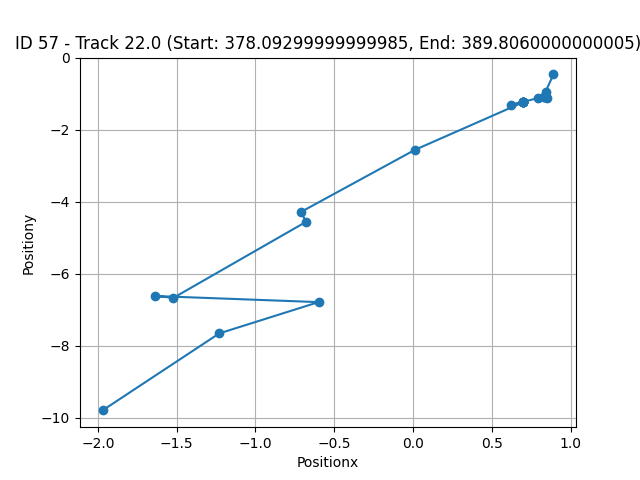 ID 57 - Track 22.0 (Start: 378.09299999999985, End: 389.8060000000005)
0
−2
−4
−6
−8
−10
Positiony
−2.0 −1.5 −1.0 −0.5 0.0 0.5 1.0
Positionx